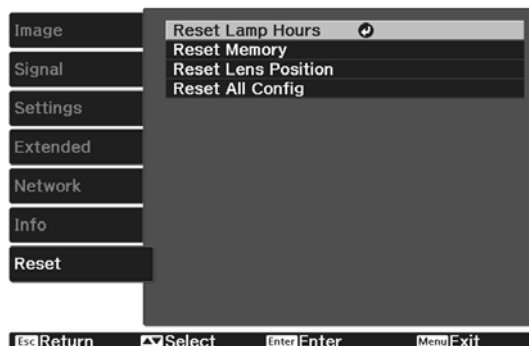 Image
Signal
Settings
Extended
Network
Info
Reset
Reset Lamp Hours
Reset Memory
Reset Lens Position
Reset All Config
Esc Return Select Enter Enter Menu Exit